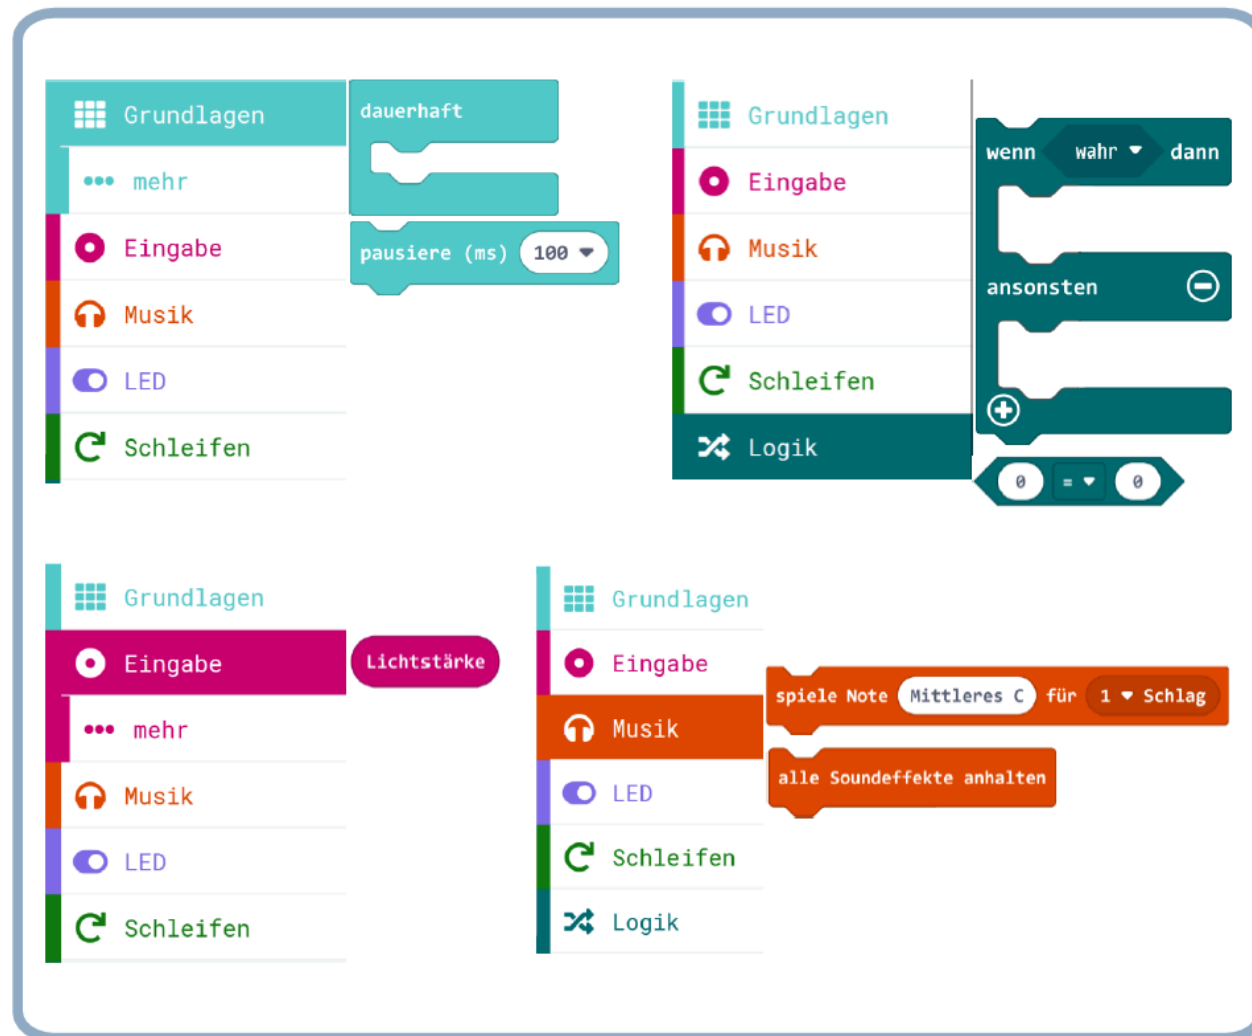 Grundlagen
mehr
Eingabe
Musik
LED
Schleifen
dauerhaft
pausiere (ms) 100
Grundlagen
Eingabe
Musik
LED
Schleifen
Logik
wenn wahr dann
ansonsten
0 = 0
Grundlagen
Eingabe
mehr
Musik
LED
Schleifen
Lichtstärke
Grundlagen
Eingabe
Musik
LED
Schleifen
Logik
spiele Note Mittleres C für 1 Schlag
alle Soundeffekte anhalten